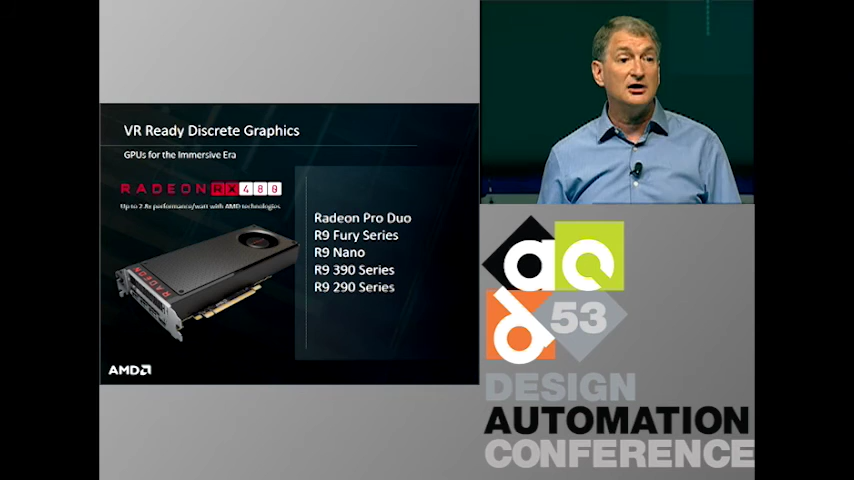 VR Ready Discrete Graphics
GPUs for the Immersive Era
RADEON RX 480
Up to 2.8x performance/watt with AMD technologies
RADEON
Radeon Pro Duo
R9 Fury Series
R9 Nano
R9 390 Series
R9 290 Series
AMD
dac
53
DESIGN
AUTOMATION
CONFERENCE